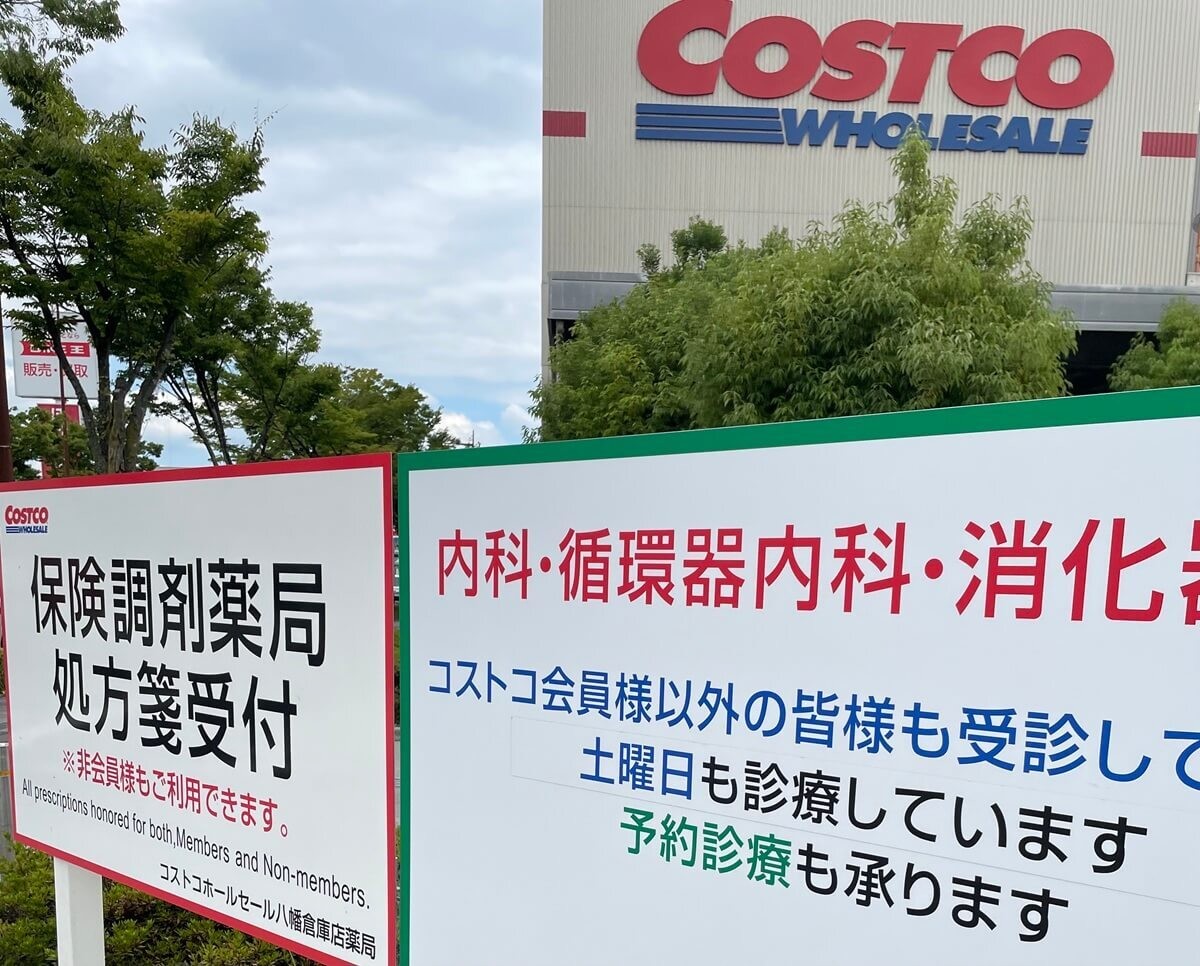 COSTCO
WHOLESALE
販売・買取
COSTCO
WHOLESALE
保険調剤薬局
処方箋受付
※非会員様もご利用できます。
All prescriptions honored for both,Members and Non-members.
コストコホールセール八幡倉庫店薬局
内科・循環器内科・消化器
コストコ会員様以外の皆様も受診して
土曜日も診療しています
予約診療も承ります